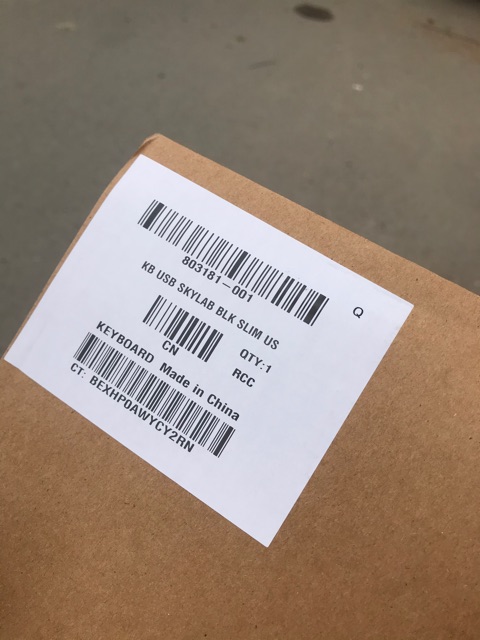 803181-001
Q
KB USB SKYLAB BLK SLIM US
CN
QTY:1
RCC
KEYBOARD Made in China
CT: BEXHP0AWYCY2RN